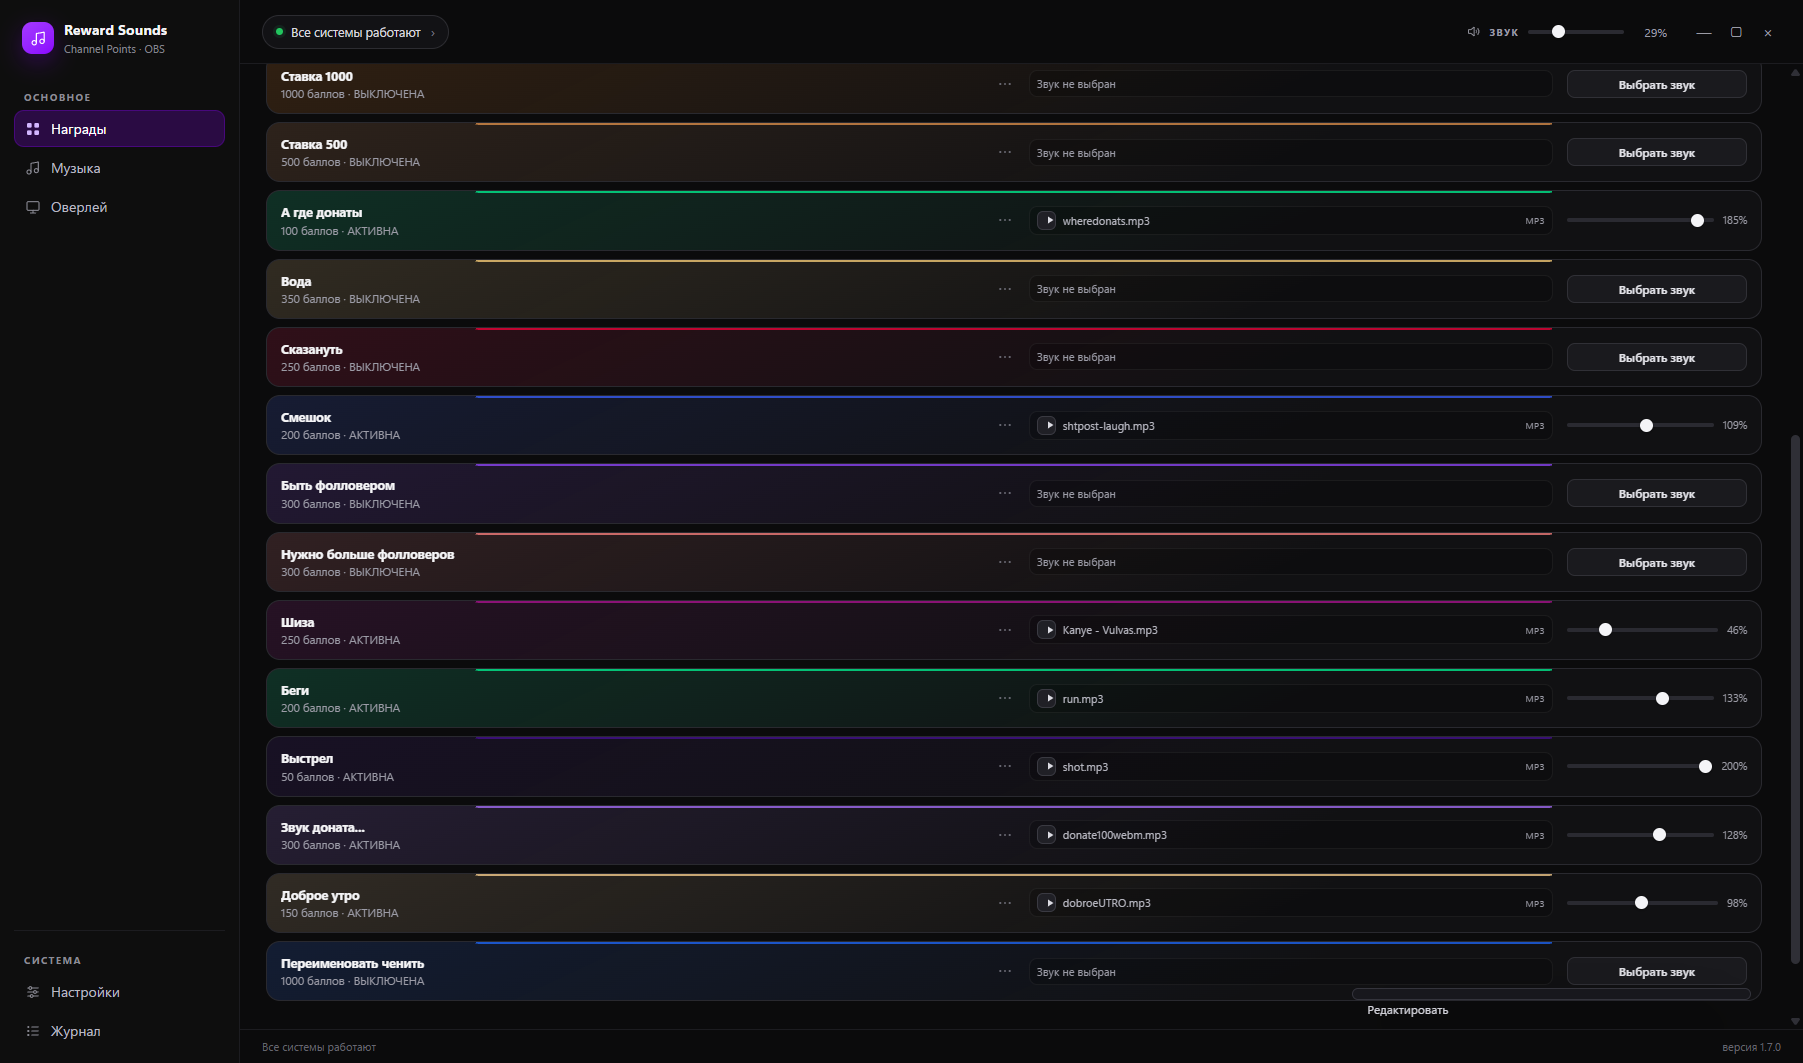 Reward Sounds
Channel Points · OBS
ОСНОВНОЕ
Награды
Музыка
Оверлей
СИСТЕМА
Настройки
Журнал
Все системы работают ›
ЗВУК 29%
Ставка 1000
1000 баллов · ВЫКЛЮЧЕНА
Звук не выбран
Выбрать звук
Ставка 500
500 баллов · ВЫКЛЮЧЕНА
Звук не выбран
Выбрать звук
А где донаты
100 баллов · АКТИВНА
wheredonats.mp3
MP3
185%
Вода
350 баллов · ВЫКЛЮЧЕНА
Звук не выбран
Выбрать звук
Сказануть
250 баллов · ВЫКЛЮЧЕНА
Звук не выбран
Выбрать звук
Смешок
200 баллов · АКТИВНА
shtpost-laugh.mp3
MP3
109%
Быть фолловером
300 баллов · ВЫКЛЮЧЕНА
Звук не выбран
Выбрать звук
Нужно больше фолловеров
300 баллов · ВЫКЛЮЧЕНА
Звук не выбран
Выбрать звук
Шиза
250 баллов · АКТИВНА
Kanye - Vulvas.mp3
MP3
46%
Беги
200 баллов · АКТИВНА
run.mp3
MP3
133%
Выстрел
50 баллов · АКТИВНА
shot.mp3
MP3
200%
Звук доната...
300 баллов · АКТИВНА
donate100webm.mp3
MP3
128%
Доброе утро
150 баллов · АКТИВНА
dobroeUTRO.mp3
MP3
98%
Переименовать ченить
1000 баллов · ВЫКЛЮЧЕНА
Звук не выбран
Выбрать звук
Редактировать
Все системы работают
версия 1.7.0